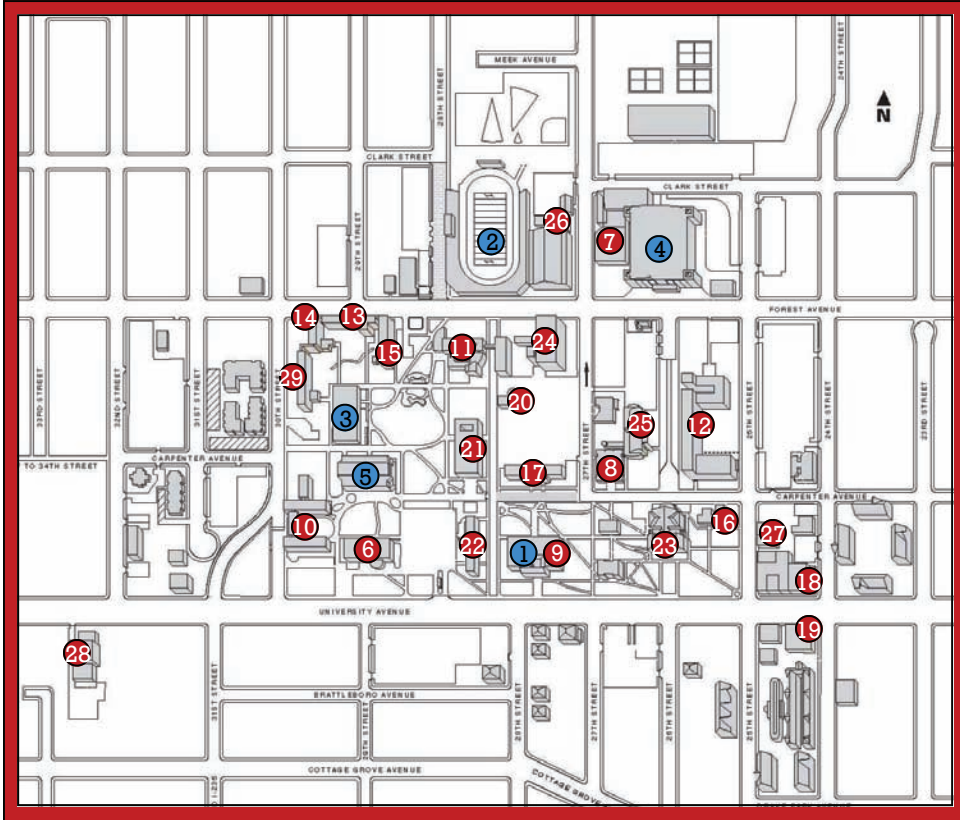 MEEK AVENUE
24TH STREET
28TH STREET
N
CLARK STREET
CLARK STREET
26
2
7
4
29TH STREET
FOREST AVENUE
14
13
11
24
15
29
33RD STREET
32ND STREET
31ST STREET
30TH STREET
27TH STREET
25TH STREET
24TH STREET
23RD STREET
20
3
25
12
21
CARPENTER AVENUE
TO 34TH STREET
8
5
17
CARPENTER AVENUE
10
16
27
6
22
1
9
23
18
UNIVERSITY AVENUE
19
28
31ST STREET
BRATTLEBORO AVENUE
29TH STREET
28TH STREET
27TH STREET
26TH STREET
25TH STREET
COTTAGE GROVE AVENUE
COTTAGE GROVE